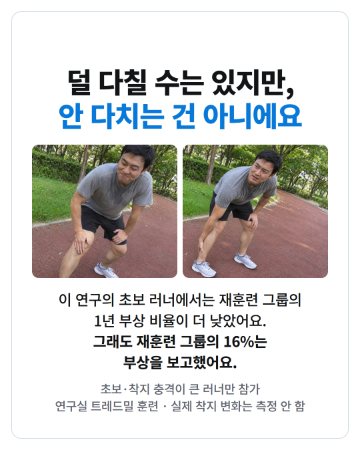 덜 다칠 수는 있지만,
안 다치는 건 아니에요
이 연구의 초보 러너에서는 재훈련 그룹의
1년 부상 비율이 더 낮았어요.
그래도 재훈련 그룹의 16%는
부상을 보고했어요.
초보·착지 충격이 큰 러너만 참가
연구실 트레드밀 훈련 · 실제 착지 변화는 측정 안 함